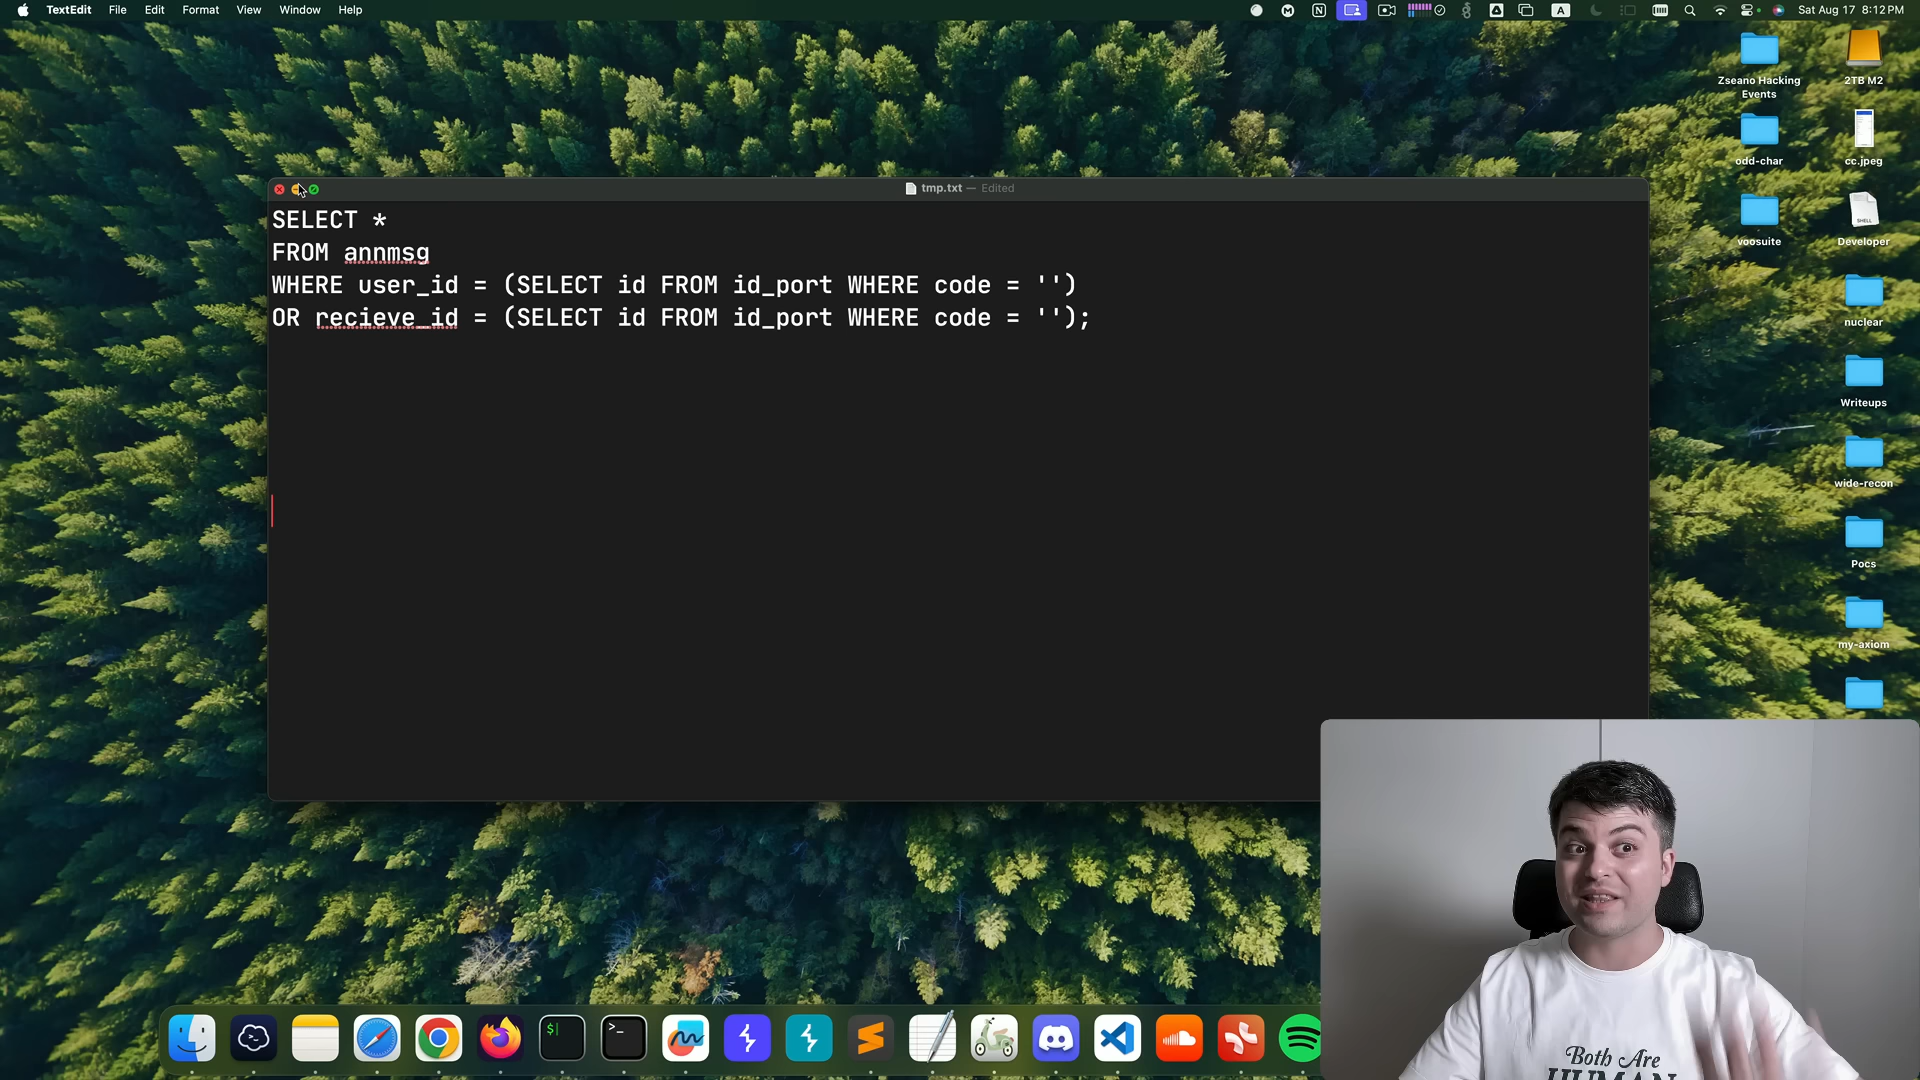 TextEdit File Edit Format View Window Help
Sat Aug 17 8:12 PM
Zseano Hacking Events
2TB M2
odd-char
cc.jpeg
voosuite
SHELL
Developer
nuclear
Writeups
wide-recon
Pocs
my-axiom
tmp.txt — Edited
SELECT *
FROM annmsg
WHERE user_id = (SELECT id FROM id_port WHERE code = '')
OR recieve_id = (SELECT id FROM id_port WHERE code = '');
Both Are
HUMAN